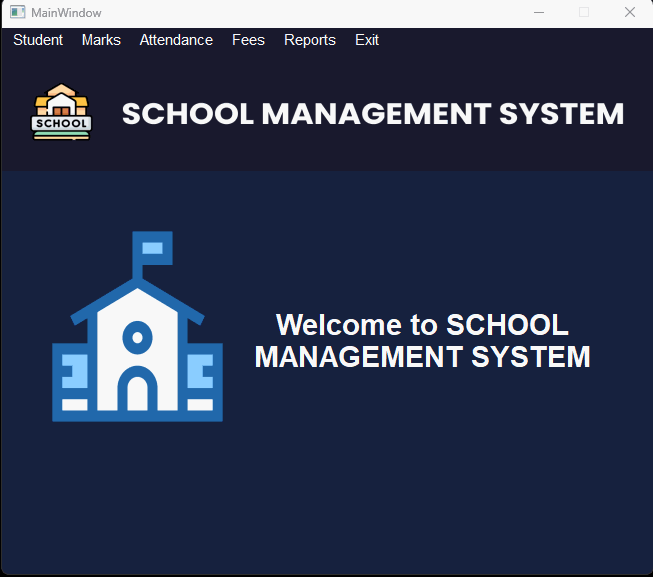 MainWindow
Student Marks Attendance Fees Reports Exit
SCHOOL
SCHOOL MANAGEMENT SYSTEM
Welcome to SCHOOL
MANAGEMENT SYSTEM